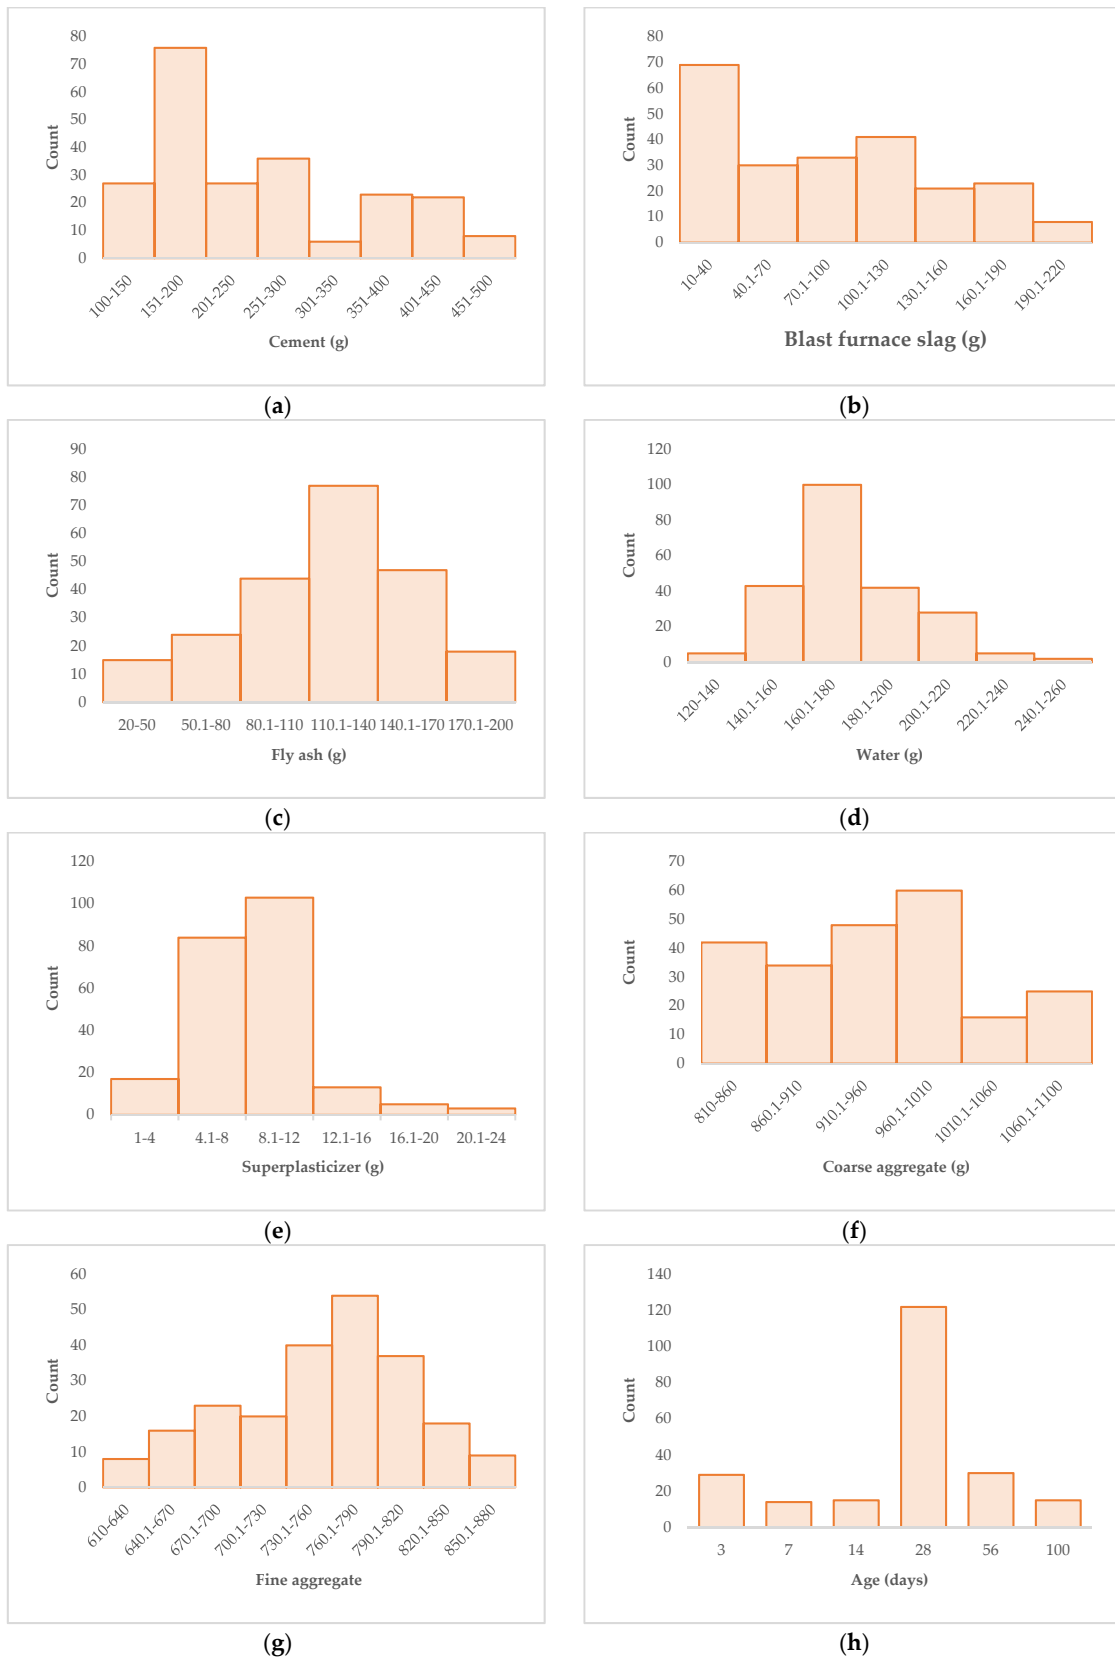 80
70
60
50
40
30
20
10
0
Count
100-150 151-200 201-250 251-300 301-350 351-400 401-450 451-500
Cement (g)
(a)
80
70
60
50
40
30
20
10
0
Count
10-40 40.1-70 70.1-100 100.1-130 130.1-160 160.1-190 190.1-220
Blast furnace slag (g)
(b)
90
80
70
60
50
40
30
20
10
0
Count
20-50 50.1-80 80.1-110 110.1-140 140.1-170 170.1-200
Fly ash (g)
(c)
120
100
80
60
40
20
0
Count
120-140 140.1-160 160.1-180 180.1-200 200.1-220 220.1-240 240.1-260
Water (g)
(d)
120
100
80
60
40
20
0
Count
1-4 4.1-8 8.1-12 12.1-16 16.1-20 20.1-24
Superplasticizer (g)
(e)
70
60
50
40
30
20
10
0
Count
810-860 860.1-910 910.1-960 960.1-1010 1010.1-1060 1060.1-1100
Coarse aggregate (g)
(f)
60
50
40
30
20
10
0
Count
610-640 640.1-670 670.1-700 700.1-730 730.1-760 760.1-790 790.1-820 820.1-850 850.1-880
Fine aggregate
(g)
140
120
100
80
60
40
20
0
Count
3 7 14 28 56 100
Age (days)
(h)